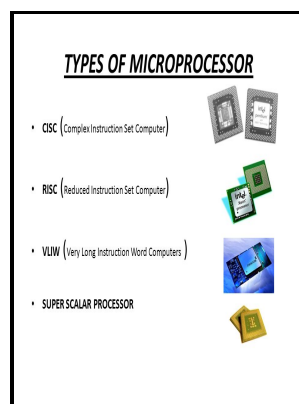 TYPES OF MICROPROCESSOR
• CISC (Complex Instruction Set Computer)
• RISC (Reduced Instruction Set Computer)
• VLIW (Very Long Instruction Word Computers )
• SUPER SCALAR PROCESSOR